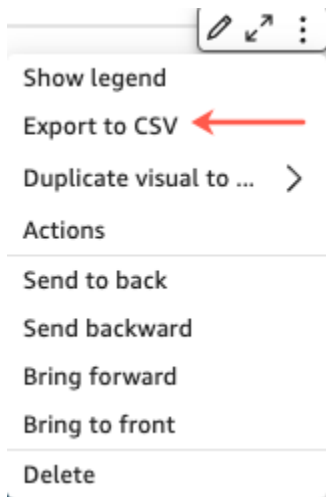 Show legend
Export to CSV
Duplicate visual to ...
Actions
Send to back
Send backward
Bring forward
Bring to front
Delete